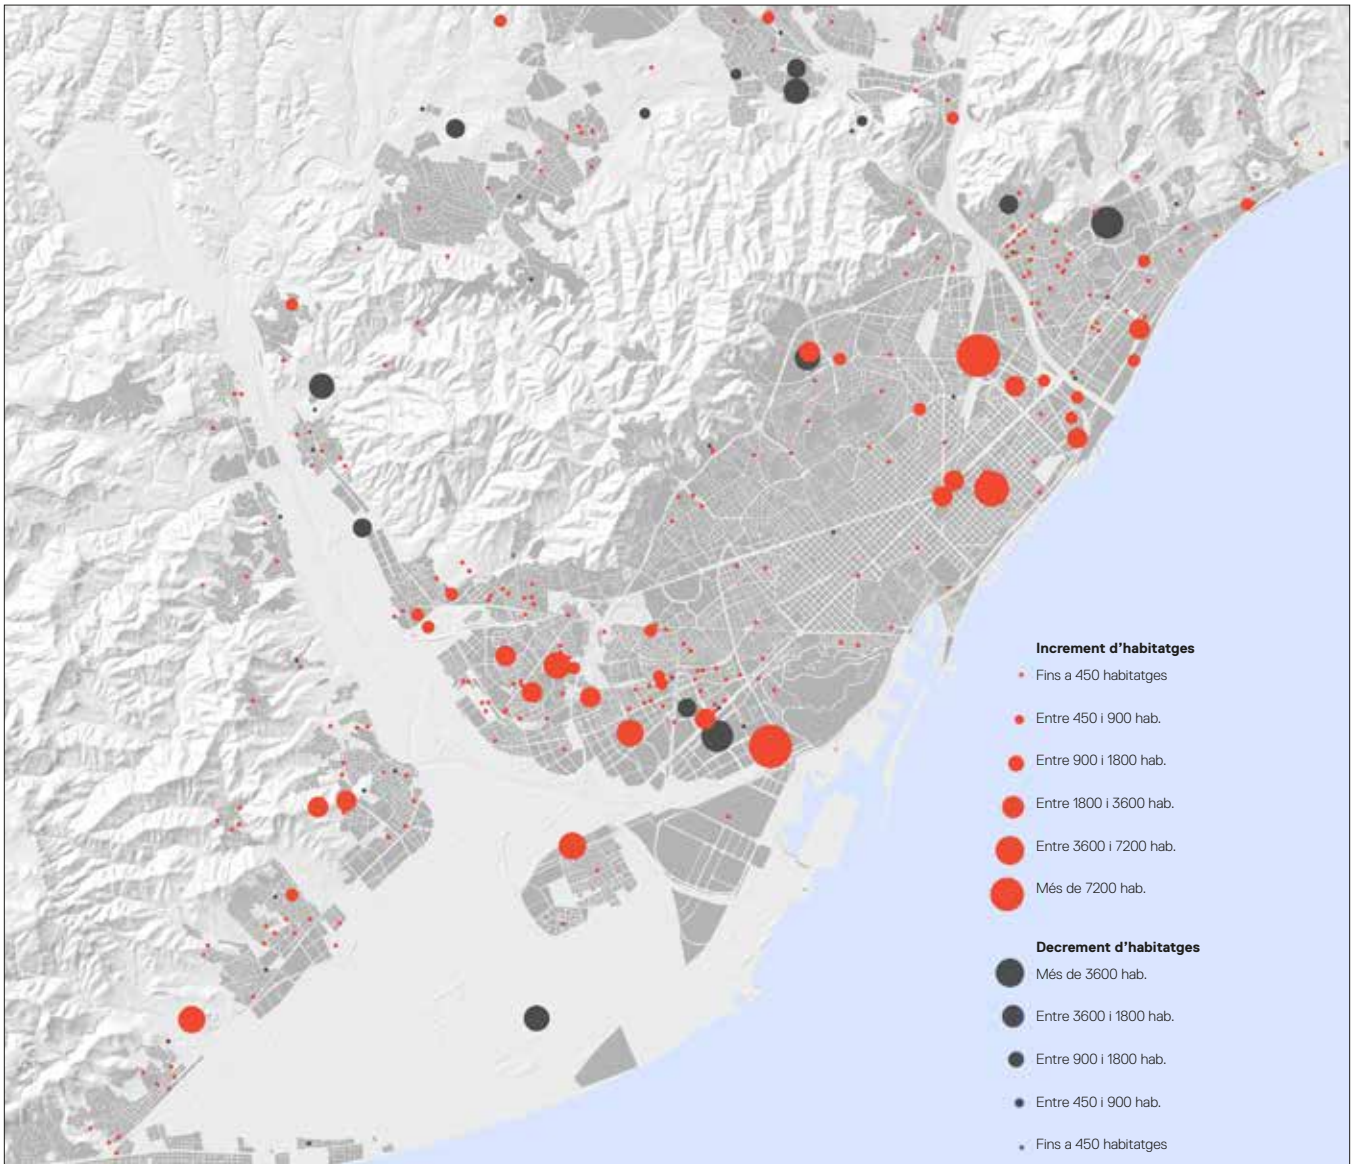 Increment d'habitatges
Fins a 450 habitatges
Entre 450 i 900 hab.
Entre 900 i 1800 hab.
Entre 1800 i 3600 hab.
Entre 3600 i 7200 hab.
Més de 7200 hab.
Decrement d'habitatges
Més de 3600 hab.
Entre 3600 i 1800 hab.
Entre 900 i 1800 hab.
Entre 450 i 900 hab.
Fins a 450 habitatges